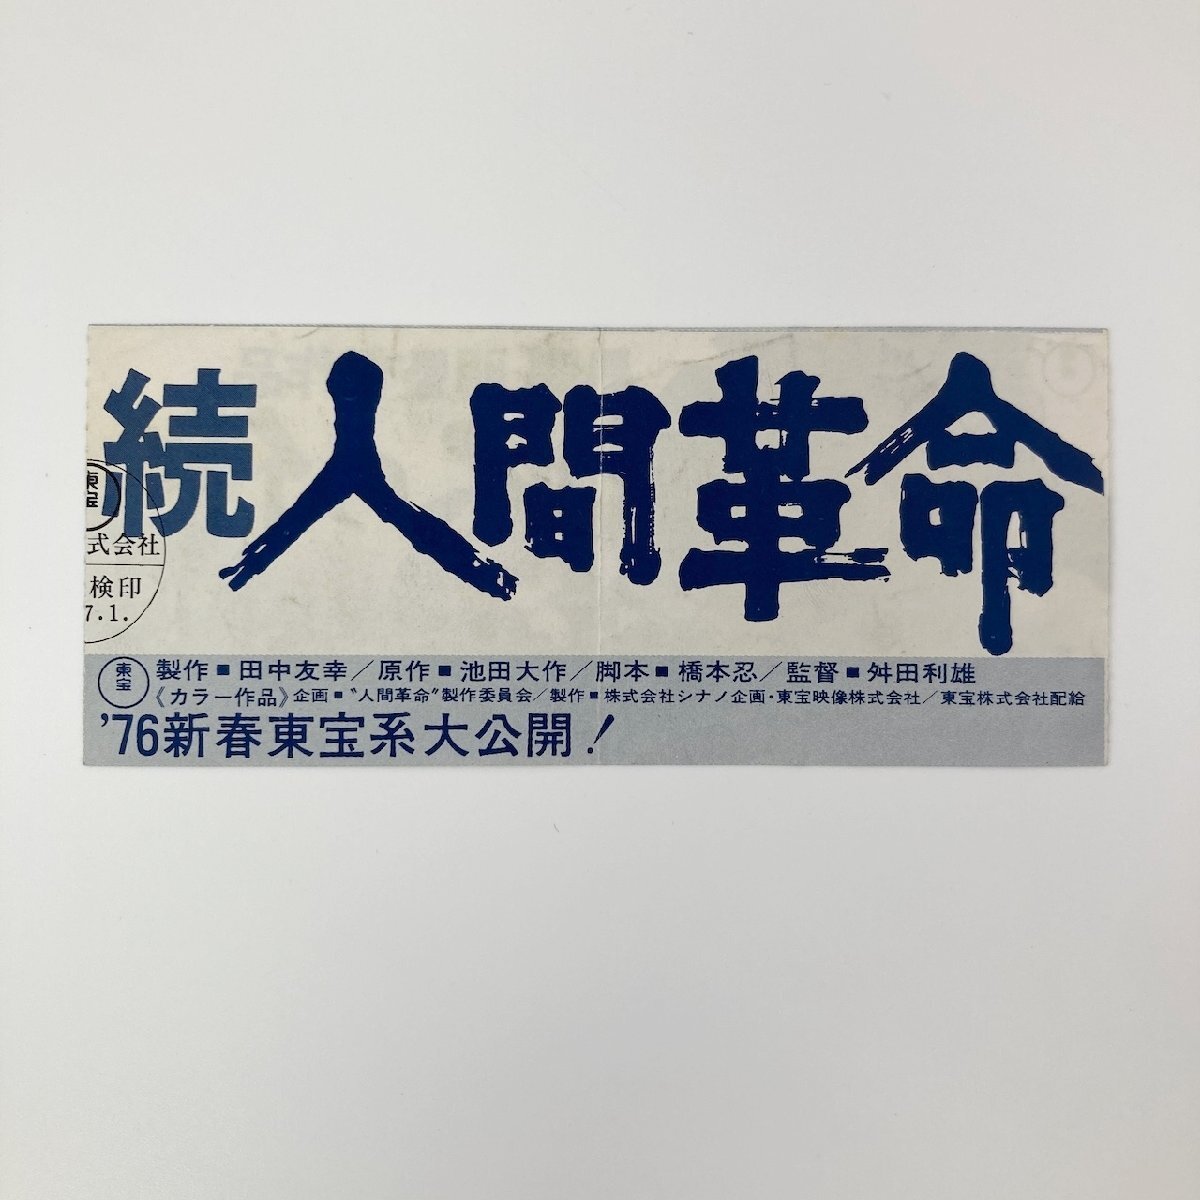 続 人間革命
東宝
式会社
検印
7.1.
東宝 製作■田中友幸／原作■池田大作／脚本■橋本忍／監督■舛田利雄
《カラー作品》企画■“人間革命”製作委員会／製作■株式会社シナノ企画・東宝映像株式会社／東宝株式会社配給
'76新春東宝系大公開！